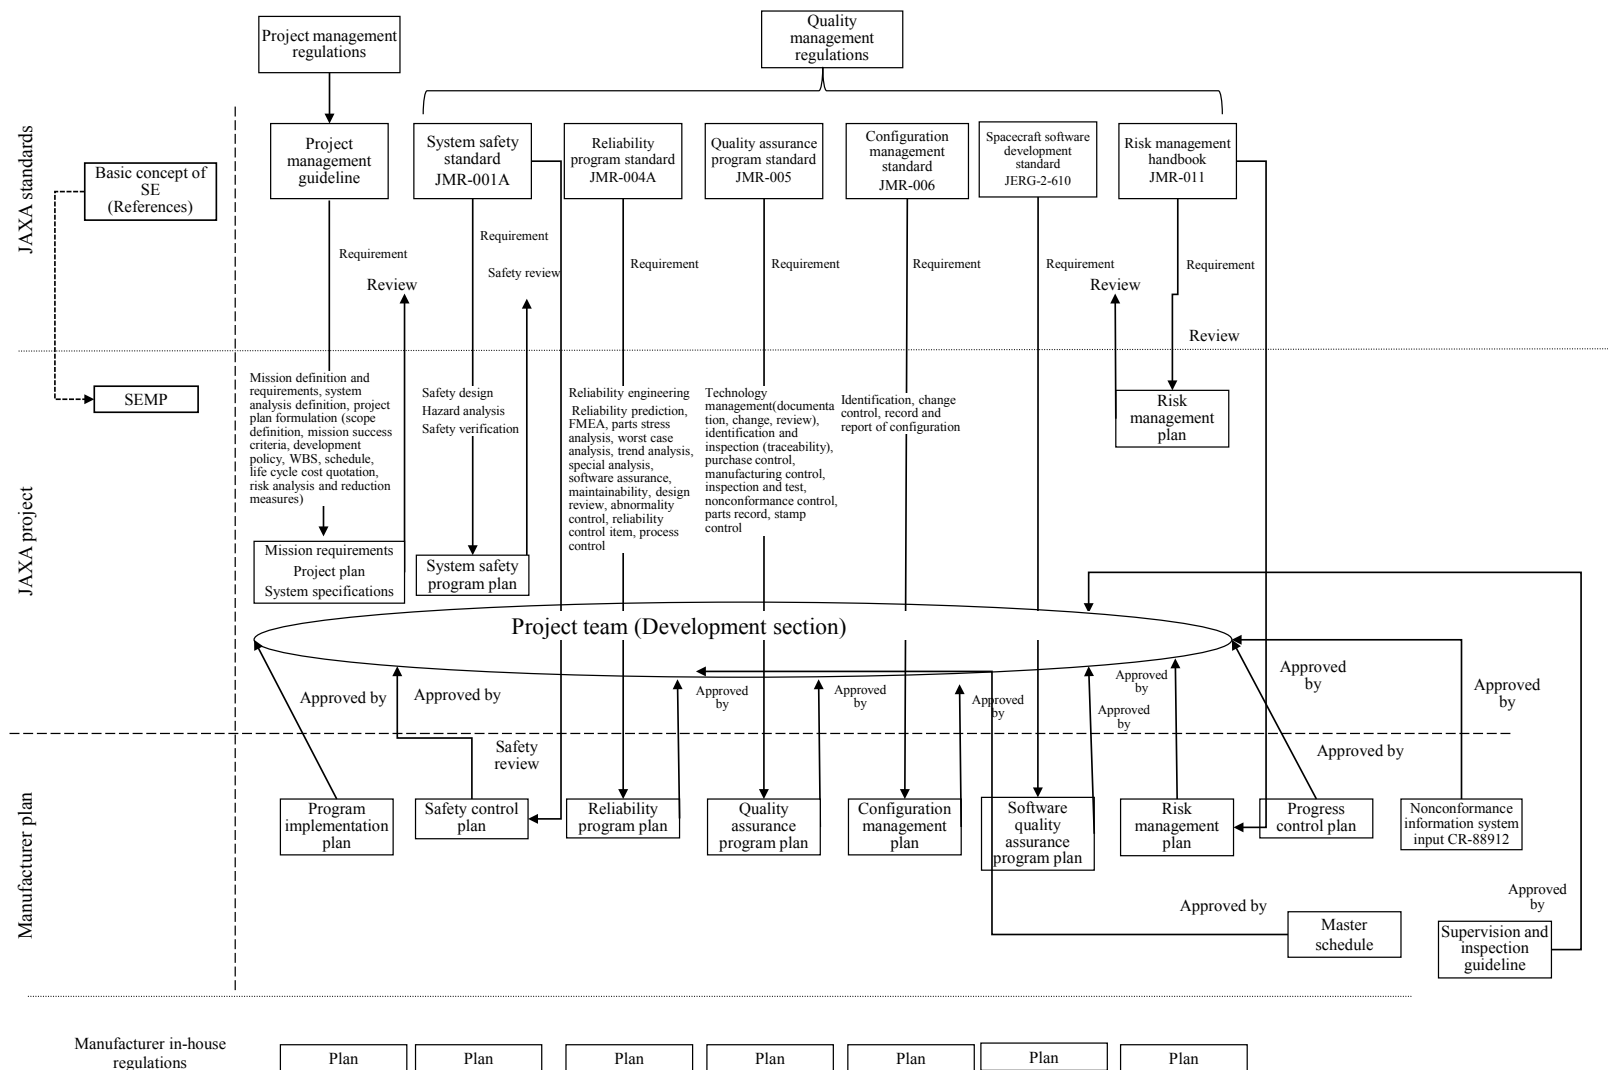 Project management
regulations
Quality
management
regulations
JAXA standards
Basic concept of
SE
(References)
Project
management
guideline
System safety
standard
JMR-001A
Reliability
program standard
JMR-004A
Quality assurance
program standard
JMR-005
Configuration
management
standard
JMR-006
Spacecraft software
development
standard
JERG-2-610
Risk management
handbook
JMR-011
Requirement
Review
Requirement
Safety review
Requirement
Requirement
Requirement
Requirement
Review
Requirement
Review
JAXA project
SEMP
Mission definition and
requirements, system
analysis definition, project
plan formulation (scope
definition, mission success
criteria, development
policy, WBS, schedule,
life cycle cost quotation,
risk analysis and reduction
measures)
Safety design
Hazard analysis
Safety verification
Reliability engineering
Reliability prediction,
FMEA, parts stress
analysis, worst case
analysis, trend analysis,
special analysis,
software assurance,
maintainability, design
review, abnormality
control, reliability
control item, process
control
Technology
management(documenta
tion, change, review),
identification and
inspection (traceability),
purchase control,
manufacturing control,
inspection and test,
nonconformance control,
parts record, stamp
control
Identification, change
control, record and
report of configuration
Risk
management
plan
Mission requirements
Project plan
System specifications
System safety
program plan
Project team (Development section)
Approved by
Approved by
Approved
by
Approved
by
Approved
by
Approved
by
Approved
by
Approved
by
Approved
by
Safety
review
Approved by
Manufacturer plan
Program
implementation
plan
Safety control
plan
Reliability
program plan
Quality
assurance
program plan
Configuration
management
plan
Software
quality
assurance
program plan
Risk
management
plan
Progress
control plan
Nonconformance
information system
input CR-88912
Approved by
Master
schedule
Approved
by
Supervision and
inspection
guideline
Manufacturer in-house
regulations
Plan
Plan
Plan
Plan
Plan
Plan
Plan